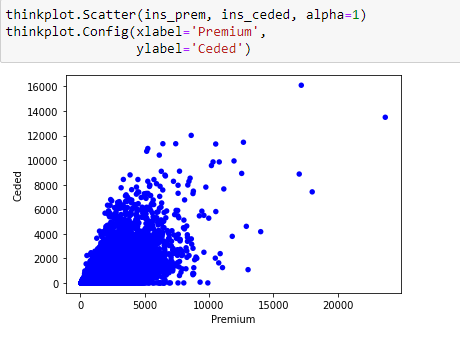 thinkplot.Scatter(ins_prem, ins_ceded, alpha=1)
thinkplot.Config(xlabel='Premium',
ylabel='Ceded')
16000
14000
12000
10000
8000
6000
4000
2000
0
Ceded
0 5000 10000 15000 20000
Premium